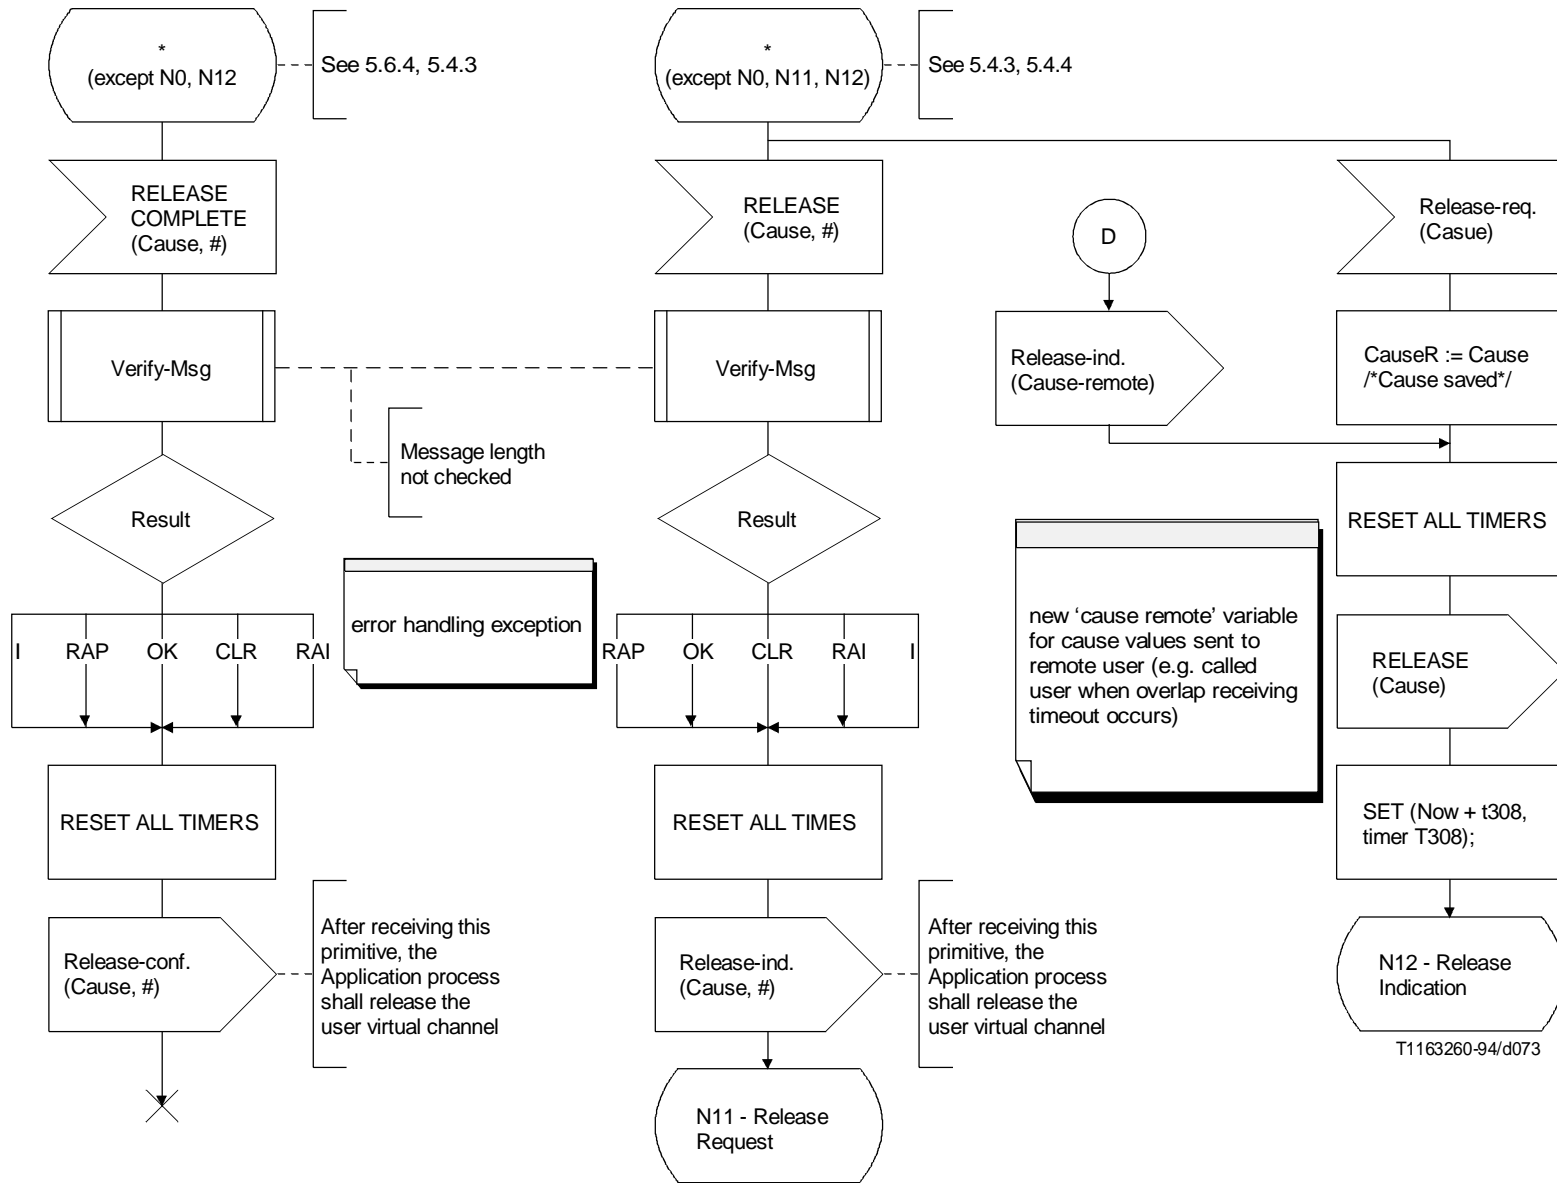 *
(except N0, N12
See 5.6.4, 5.4.3
RELEASE
COMPLETE
(Cause, #)
Verify-Msg
Message length
not checked
Result
I RAP OK CLR RAI
error handling exception
RESET ALL TIMERS
Release-conf.
(Cause, #)
After receiving this
primitive, the
Application process
shall release the
user virtual channel
*
(except N0, N11, N12)
See 5.4.3, 5.4.4
RELEASE
(Cause, #)
Verify-Msg
Result
RAP OK CLR RAI I
RESET ALL TIMES
Release-ind.
(Cause, #)
After receiving this
primitive, the
Application process
shall release the
user virtual channel
N11 - Release
Request
D
Release-ind.
(Cause-remote)
new ‘cause remote’ variable
for cause values sent to
remote user (e.g. called
user when overlap receiving
timeout occurs)
Release-req.
(Casue)
CauseR := Cause
/*Cause saved*/
RESET ALL TIMERS
RELEASE
(Cause)
SET (Now + t308,
timer T308);
N12 - Release
Indication
T1163260-94/d073